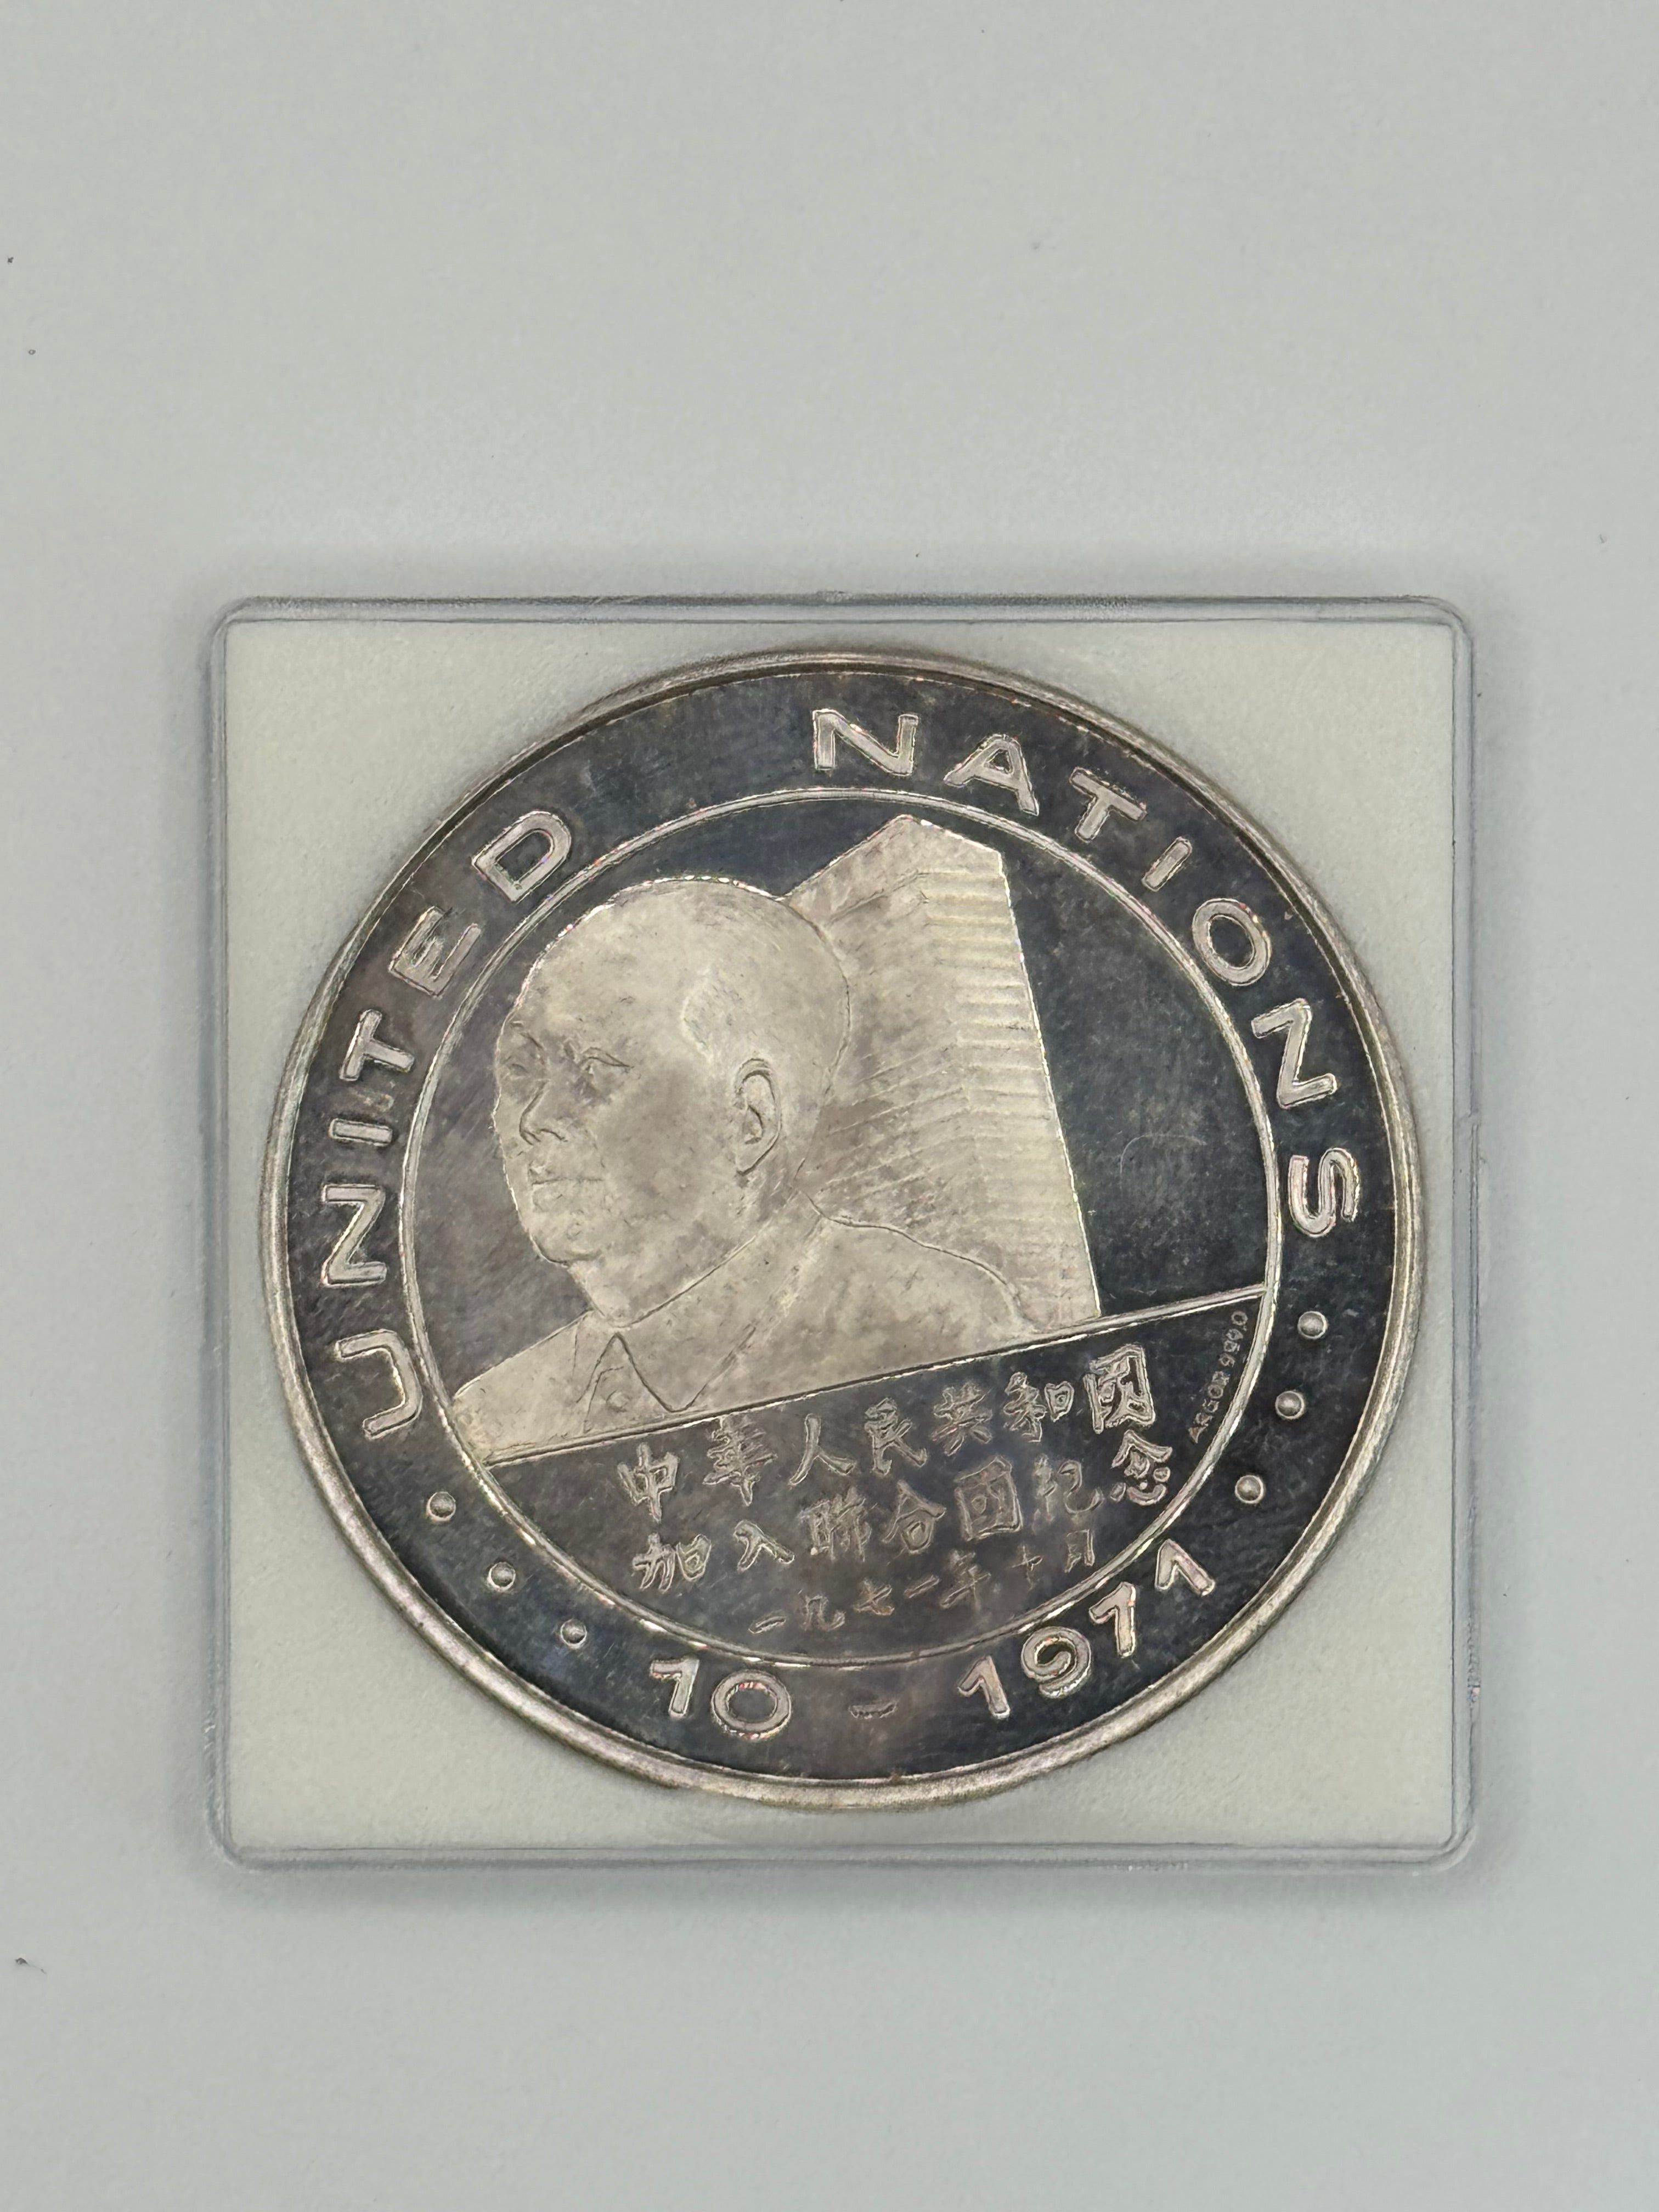 UNITED NATIONS
中華人民共和國
加入聯合國紀念
一九七一年十月
ARGOR 999.0
10-1971